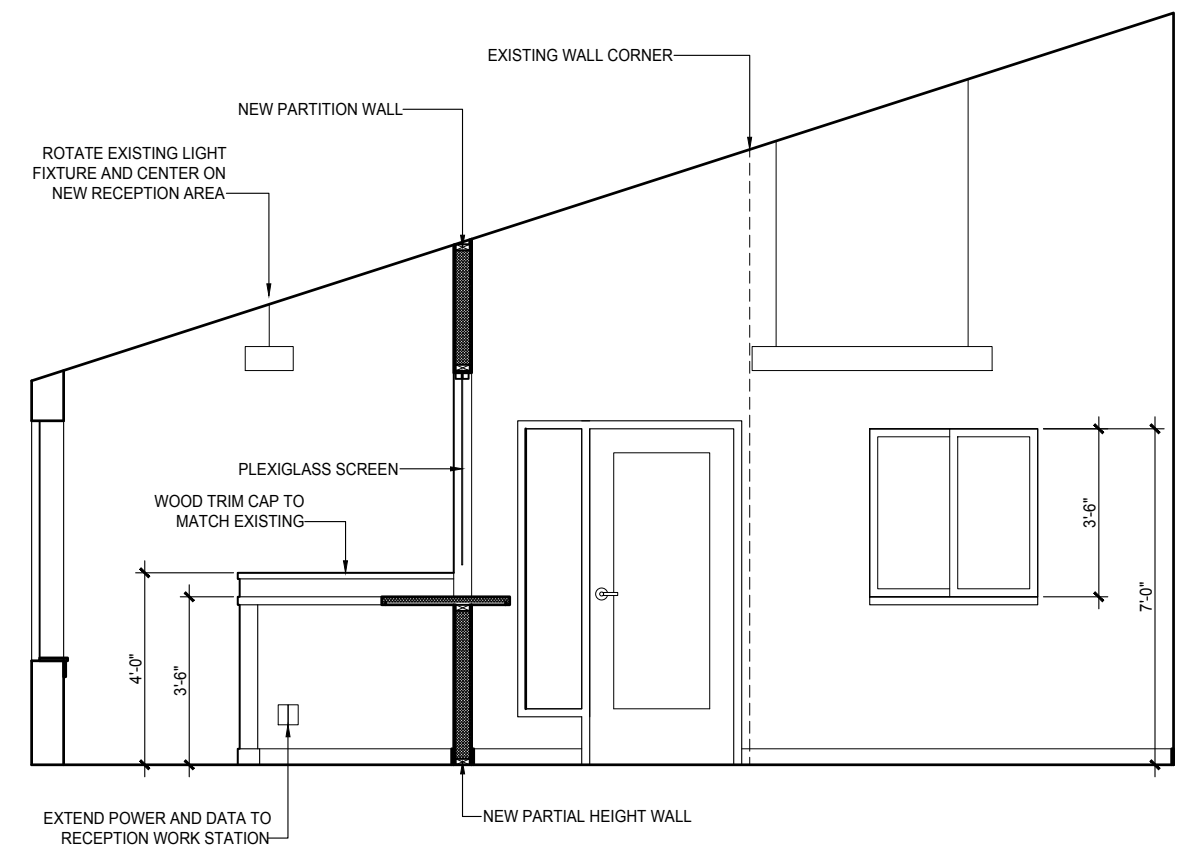 EXISTING WALL CORNER
NEW PARTITION WALL
ROTATE EXISTING LIGHT
FIXTURE AND CENTER ON
NEW RECEPTION AREA
PLEXIGLASS SCREEN
WOOD TRIM CAP TO
MATCH EXISTING
3'-6"
7'-0"
4'-0"
3'-6"
EXTEND POWER AND DATA TO
RECEPTION WORK STATION
NEW PARTIAL HEIGHT WALL